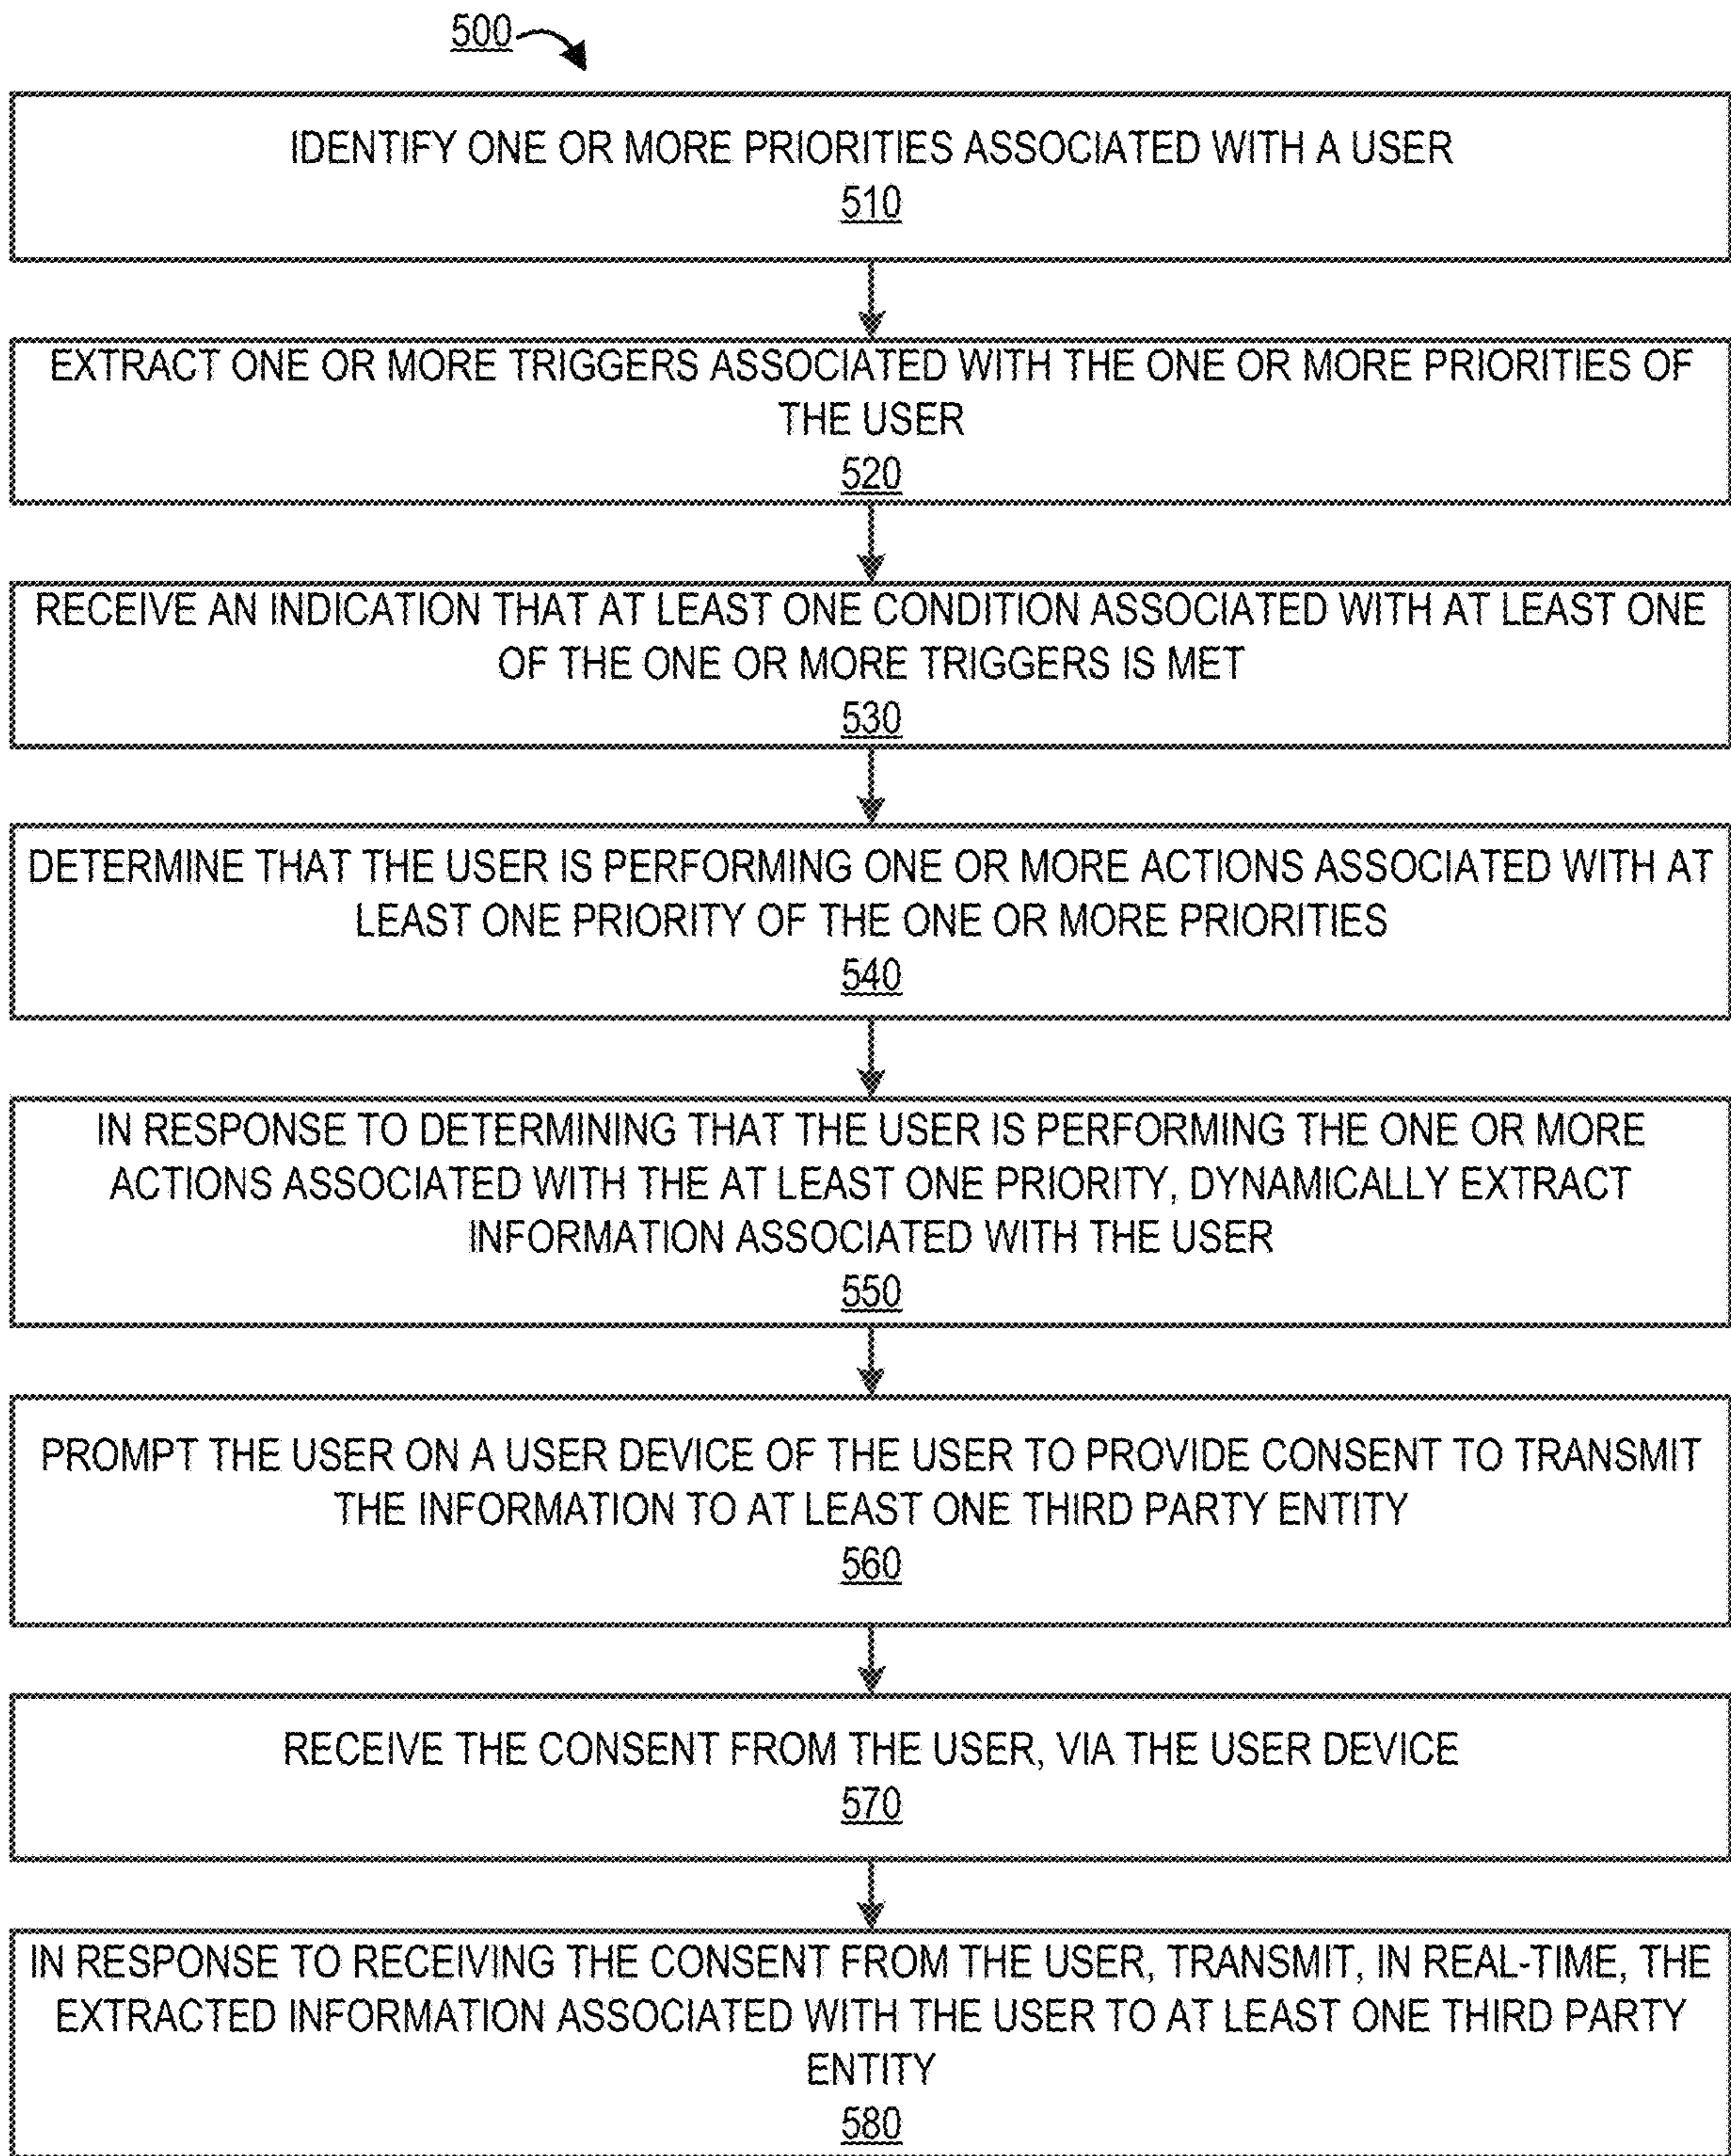 500
IDENTIFY ONE OR MORE PRIORITIES ASSOCIATED WITH A USER
510
EXTRACT ONE OR MORE TRIGGERS ASSOCIATED WITH THE ONE OR MORE PRIORITIES OF
THE USER
520
RECEIVE AN INDICATION THAT AT LEAST ONE CONDITION ASSOCIATED WITH AT LEAST ONE
OF THE ONE OR MORE TRIGGERS IS MET
530
DETERMINE THAT THE USER IS PERFORMING ONE OR MORE ACTIONS ASSOCIATED WITH AT
LEAST ONE PRIORITY OF THE ONE OR MORE PRIORITIES
540
IN RESPONSE TO DETERMINING THAT THE USER IS PERFORMING THE ONE OR MORE
ACTIONS ASSOCIATED WITH THE AT LEAST ONE PRIORITY, DYNAMICALLY EXTRACT
INFORMATION ASSOCIATED WITH THE USER
550
PROMPT THE USER ON A USER DEVICE OF THE USER TO PROVIDE CONSENT TO TRANSMIT
THE INFORMATION TO AT LEAST ONE THIRD PARTY ENTITY
560
RECEIVE THE CONSENT FROM THE USER, VIA THE USER DEVICE
570
IN RESPONSE TO RECEIVING THE CONSENT FROM THE USER, TRANSMIT, IN REAL-TIME, THE
EXTRACTED INFORMATION ASSOCIATED WITH THE USER TO AT LEAST ONE THIRD PARTY
ENTITY
580